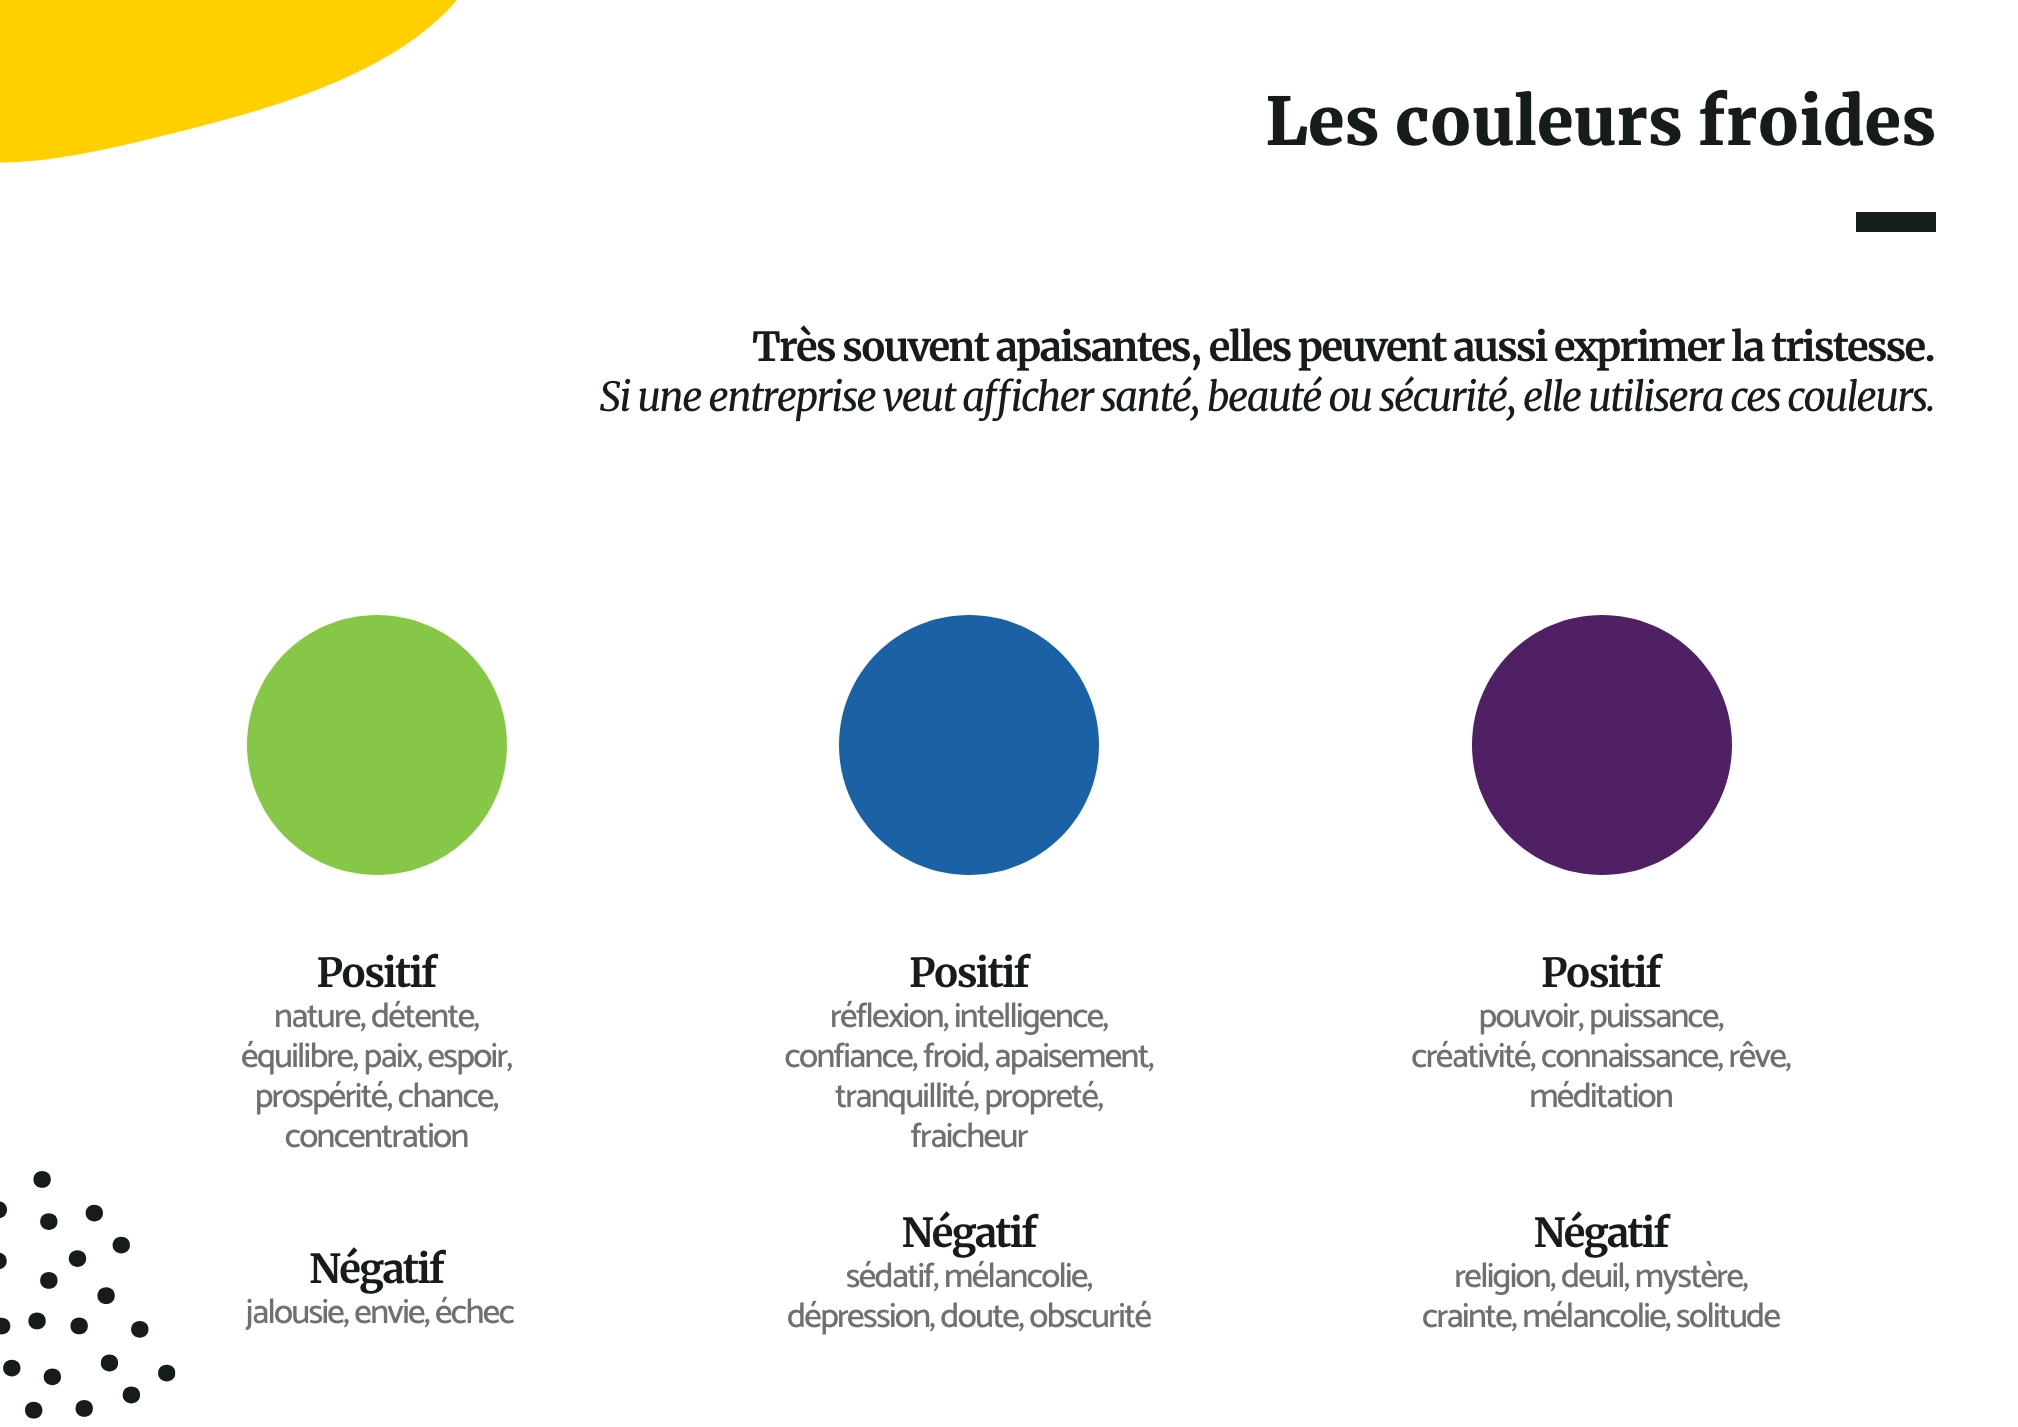 Les couleurs froides
Très souvent apaisantes, elles peuvent aussi exprimer la tristesse.
Si une entreprise veut afficher santé, beauté ou sécurité, elle utilisera ces couleurs.
Positif
nature, détente,
équilibre, paix, espoir,
prospérité, chance,
concentration
Négatif
jalousie, envie, échec
Positif
réflexion, intelligence,
confiance, froid, apaisement,
tranquillité, propreté,
fraicheur
Négatif
sédatif, mélancolie,
dépression, doute, obscurité
Positif
pouvoir, puissance,
créativité, connaissance, rêve,
méditation
Négatif
religion, deuil, mystère,
crainte, mélancolie, solitude